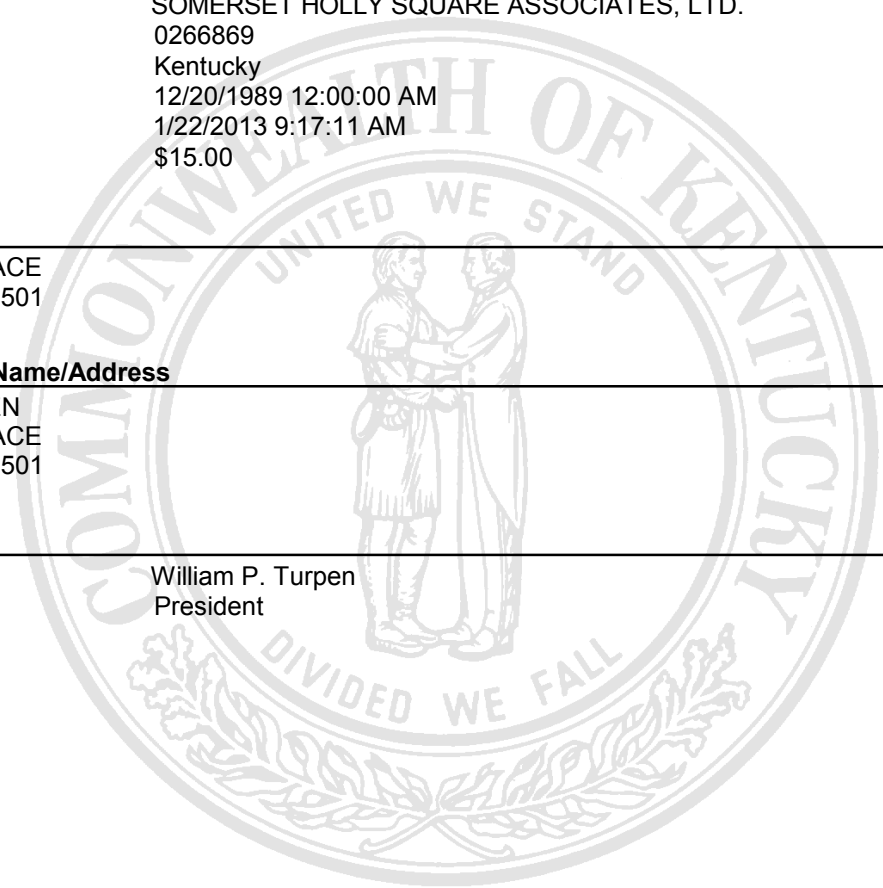 SOMERSET HOLLY SQUARE ASSOCIATES, LTD.
0266869
Kentucky
12/20/1989 12:00:00 AM
1/22/2013 9:17:11 AM
$15.00
COMMONWEALTH OF KENTUCKY
UNITED WE STAND
ACE
501
Name/Address
EN
ACE
501
William P. Turpen
President
DIVIDED WE FALL